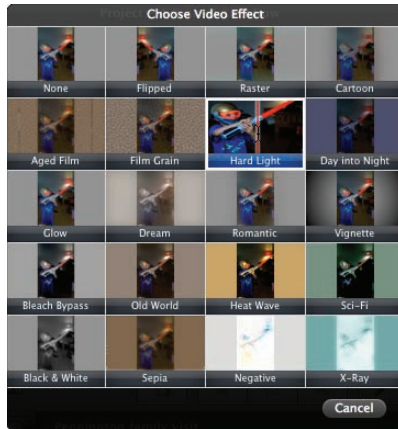 Choose Video Effect
None Flipped Raster Cartoon
Aged Film Film Grain Hard Light Day into Night
Glow Dream Romantic Vignette
Bleach Bypass Old World Heat Wave Sci-Fi
Black & White Sepia Negative X-Ray
Cancel